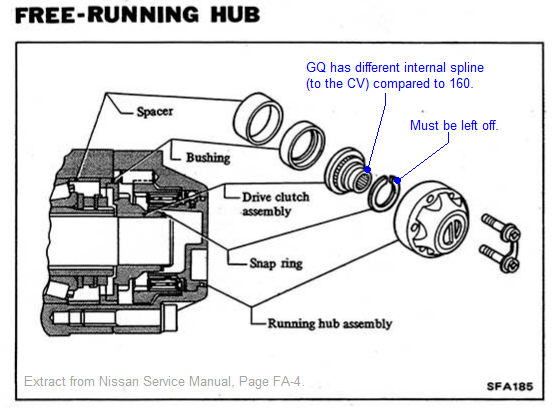 FREE-RUNNING HUB
GQ has different internal spline
(to the CV) compared to 160.
Must be left off.
Spacer
Bushing
Drive clutch
assembly
Snap ring
Running hub assembly
Extract from Nissan Service Manual, Page FA-4.
SFA185